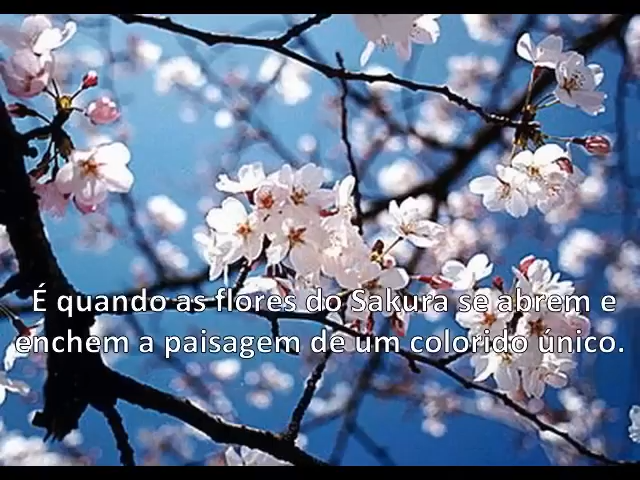 É quando as flores do Sakura se abrem e
enchem a paisagem de um colorido único.